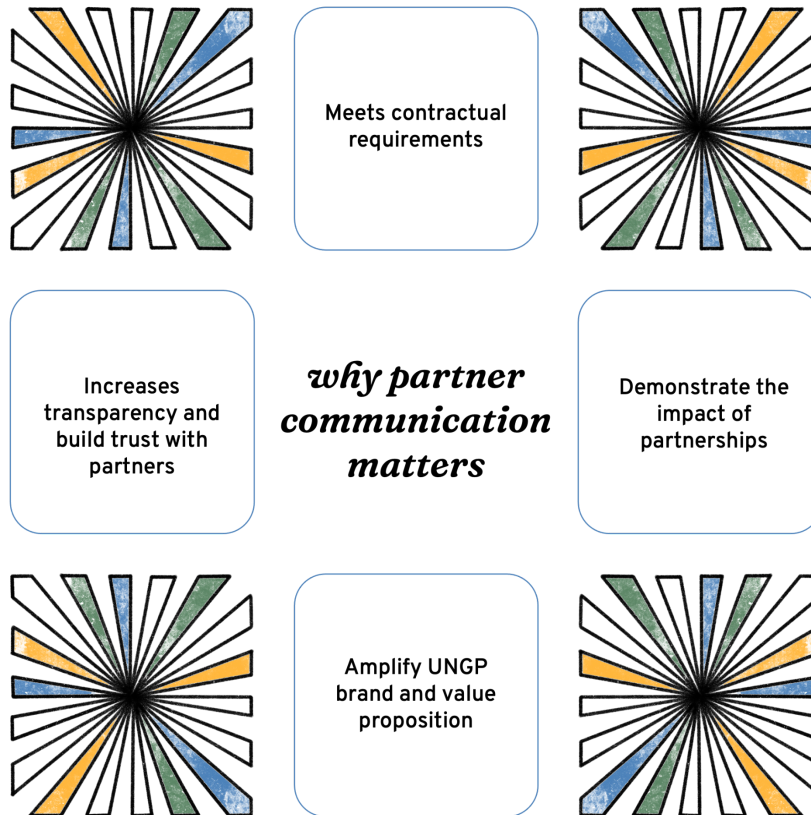 Meets contractual
requirements
Increases
transparency and
build trust with
partners
why partner
communication
matters
Demonstrate the
impact of
partnerships
Amplify UNGP
brand and value
proposition